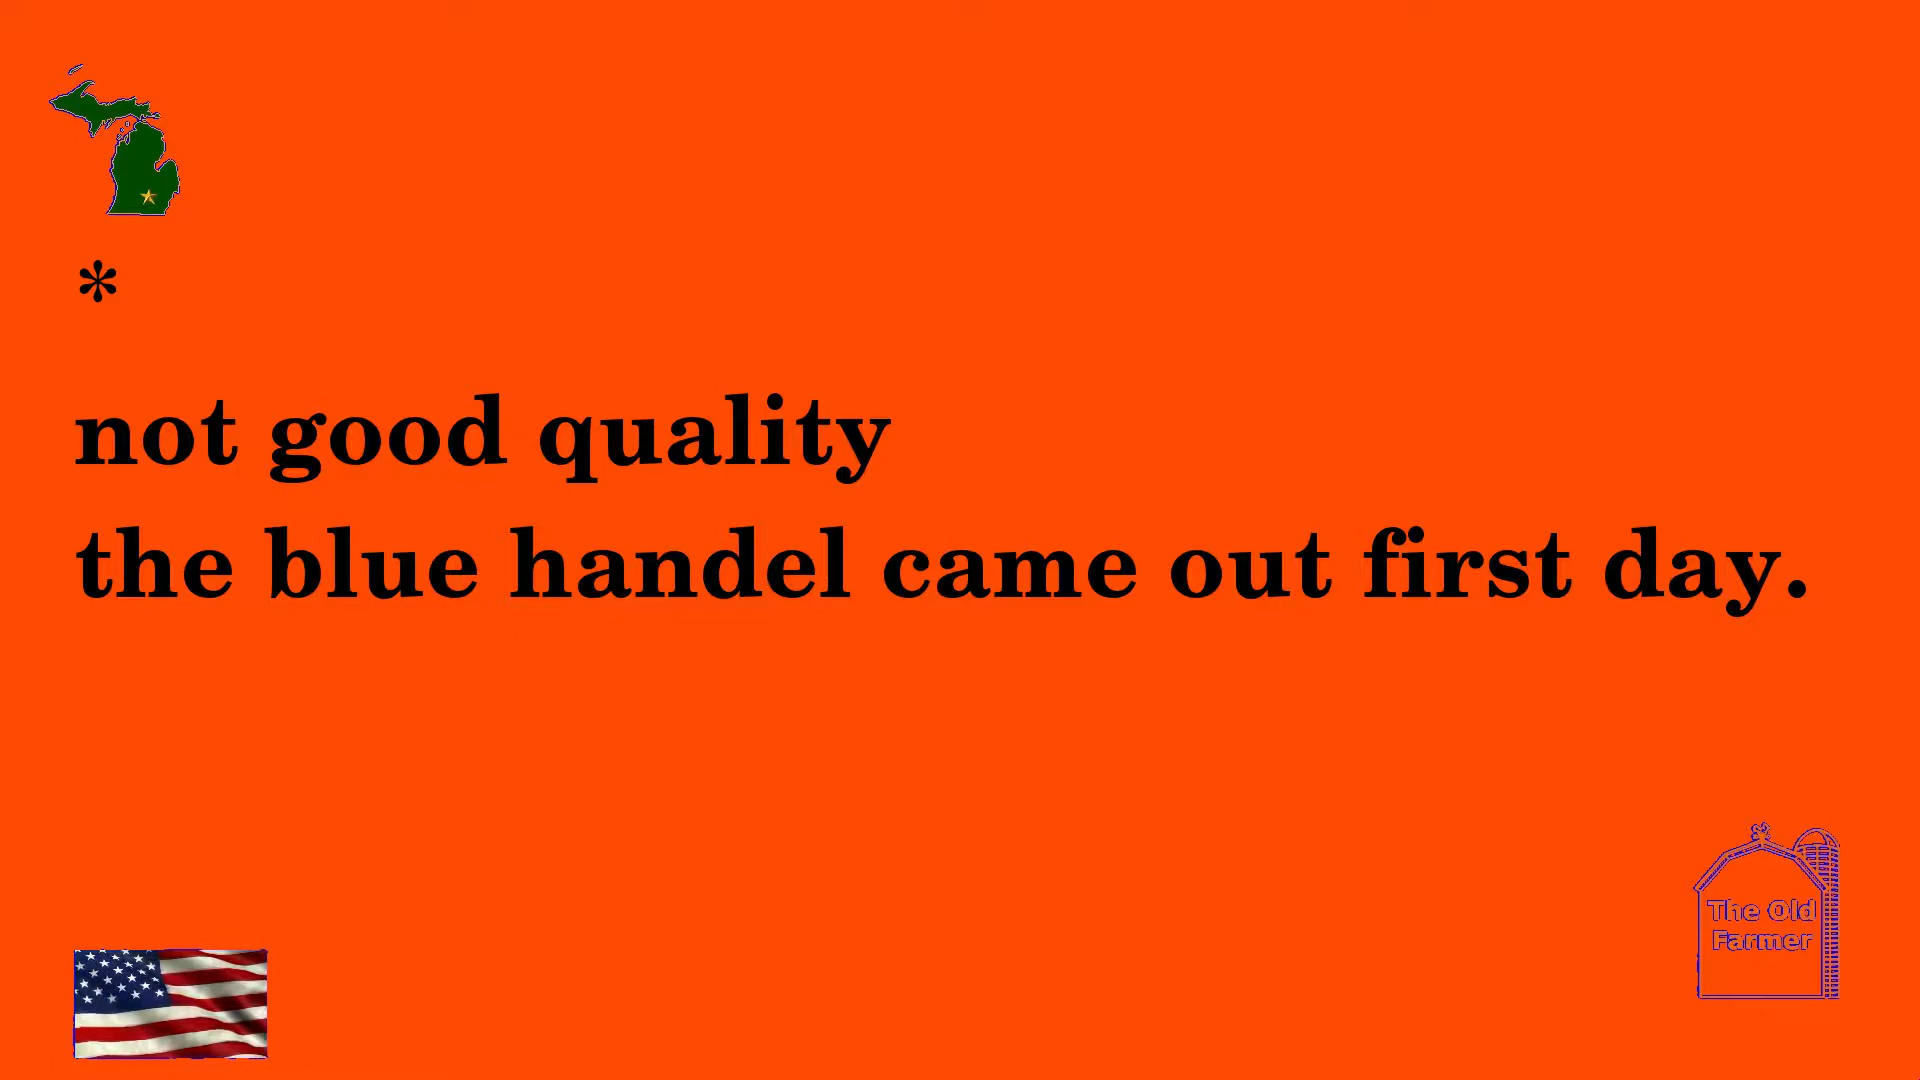 *
not good quality
the blue handel came out first day.
The Old
Farmer